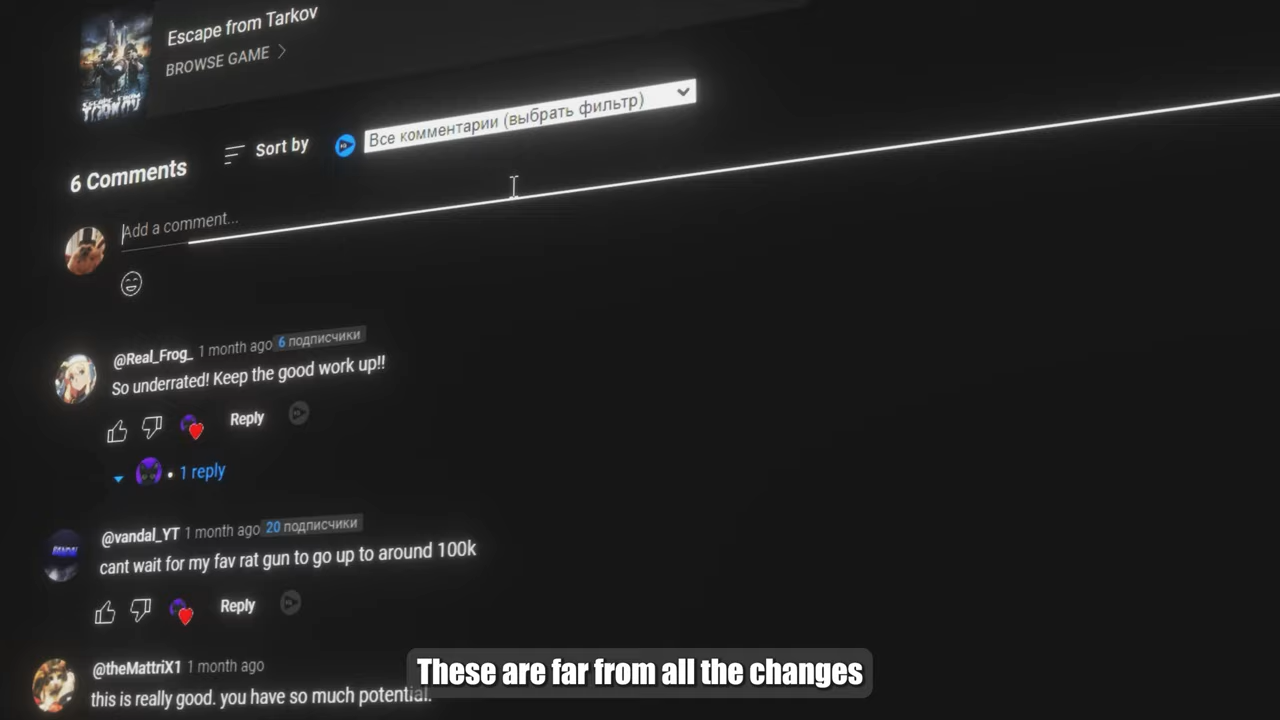 Escape from Tarkov
BROWSE GAME
ESCAPE FROM TARKOV
6 Comments
Sort by
Все комментарии (выбрать фильтр)
Add a comment...
@Real_Frog_ 1 month ago 6 подписчики
So underrated! Keep the good work up!!
Reply
1 reply
@vandal_YT 1 month ago 20 подписчики
cant wait for my fav rat gun to go up to around 100k
Reply
@theMattriX1 1 month ago
this is really good. you have so much potential.
These are far from all the changes